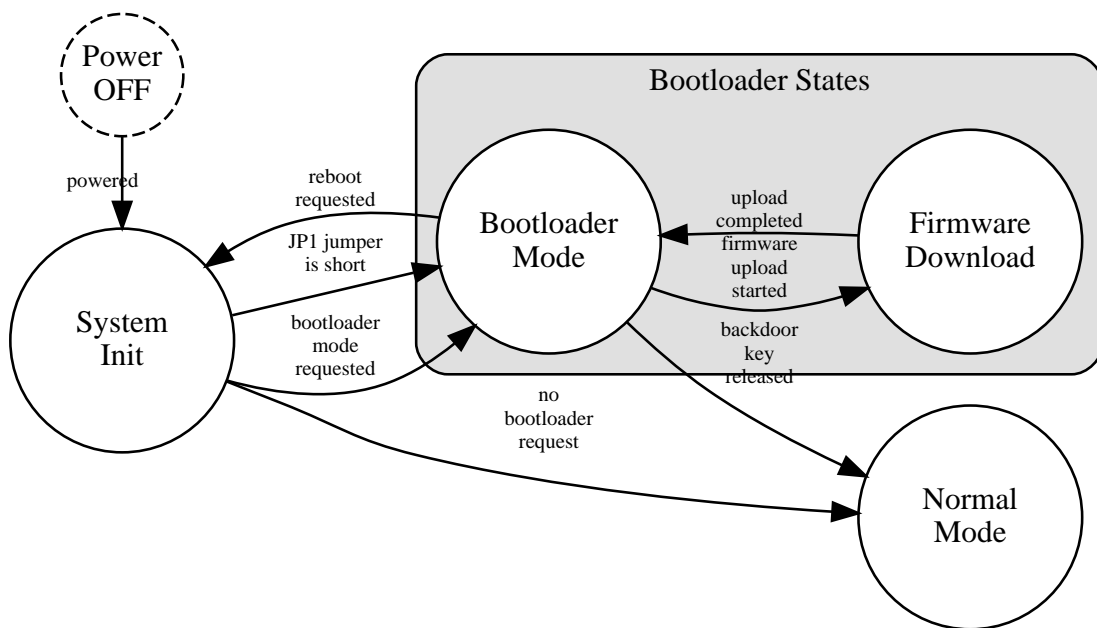 Power
OFF
Bootloader States
powered
reboot
requested
JP1 jumper
is short
Bootloader
Mode
upload
completed
firmware
upload
started
Firmware
Download
System
Init
bootloader
mode
requested
backdoor
key
released
no
bootloader
request
Normal
Mode